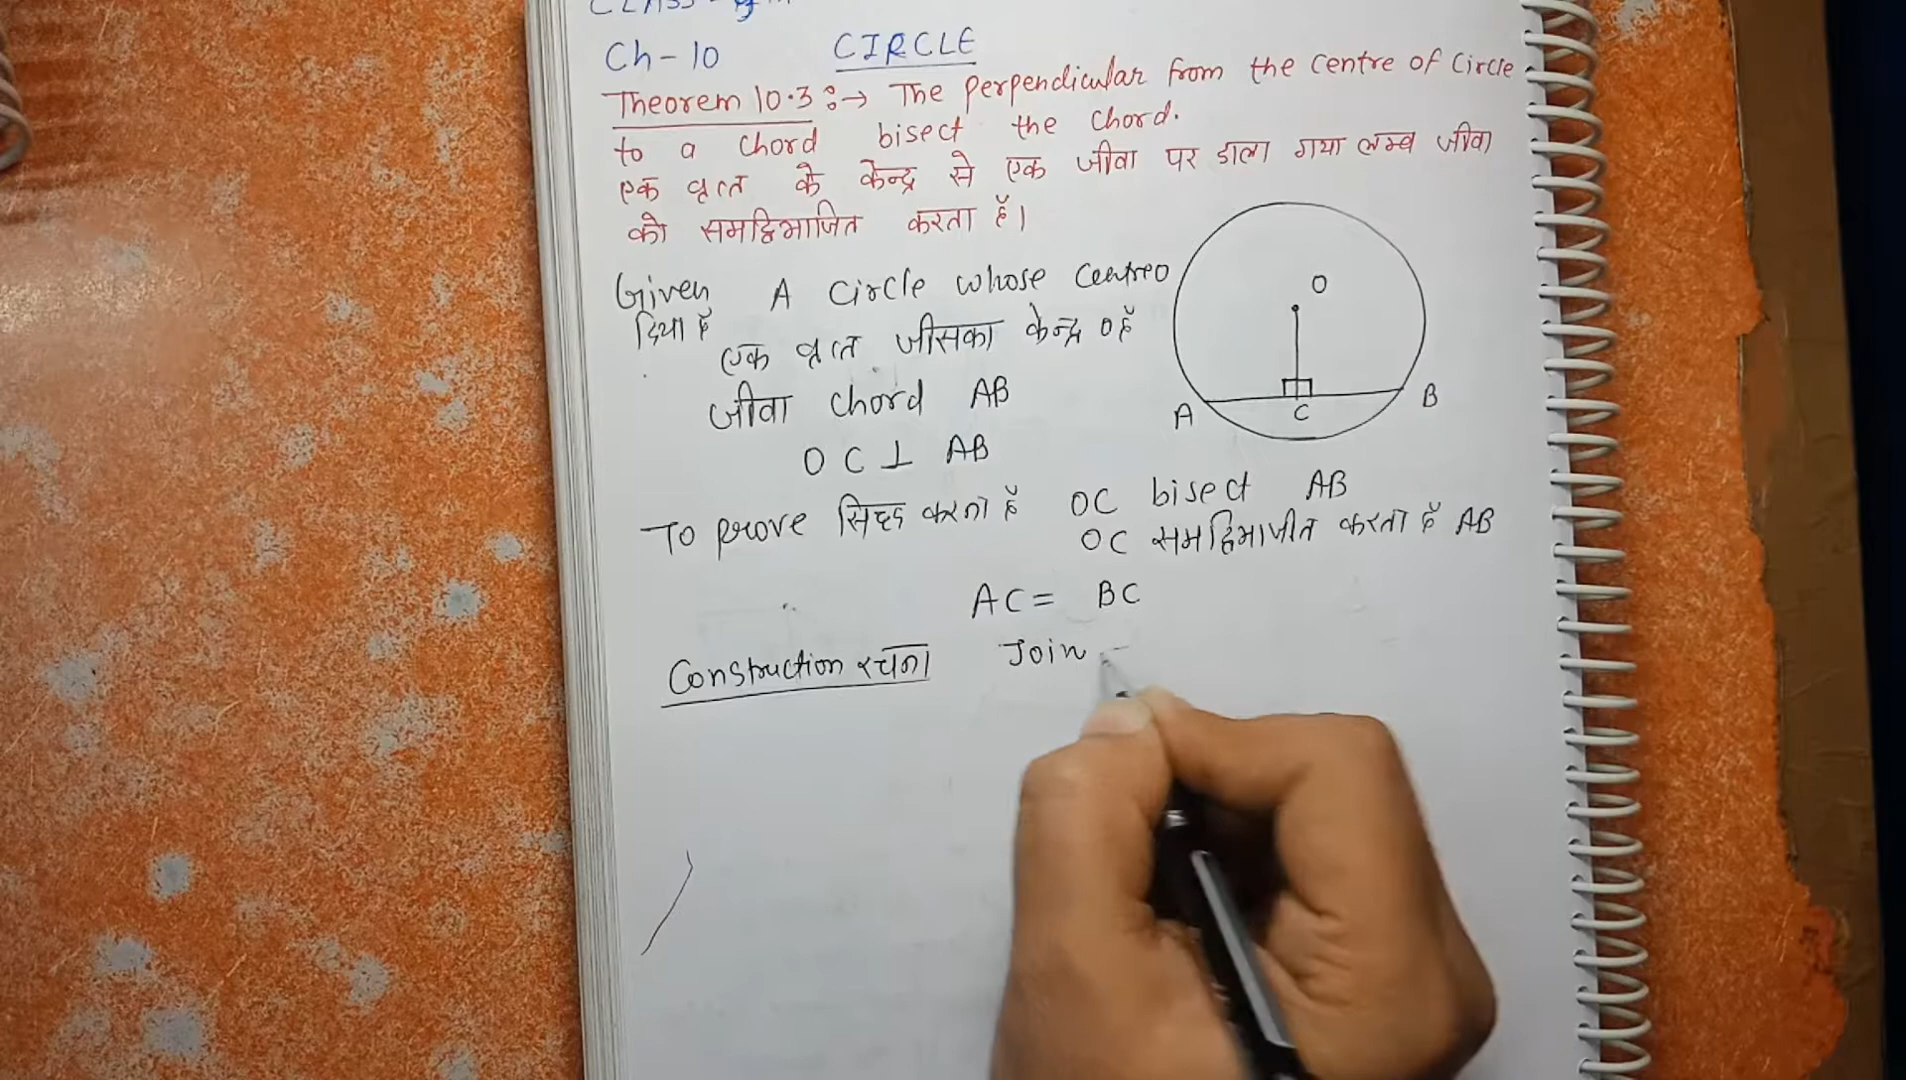 CLASS - 9th
Ch - 10 CIRCLE
Theorem 10.3 :→ The perpendicular from the centre of Circle
to a chord bisect the chord.
एक वृत्त के केन्द्र से एक जीवा पर डाला गया लम्ब जीवा
को समद्विभाजित करता हैं।
Given A Circle whose Centre O
दिया हैं
एक वृत्त जीसका केन्द्र O हैं
जीवा chord AB
OC ⊥ AB
To prove सिद्ध करना हैं OC bisect AB
OC समद्विभाजीत करता हैं AB
AC = BC
Construction रचना Join
O
A C B